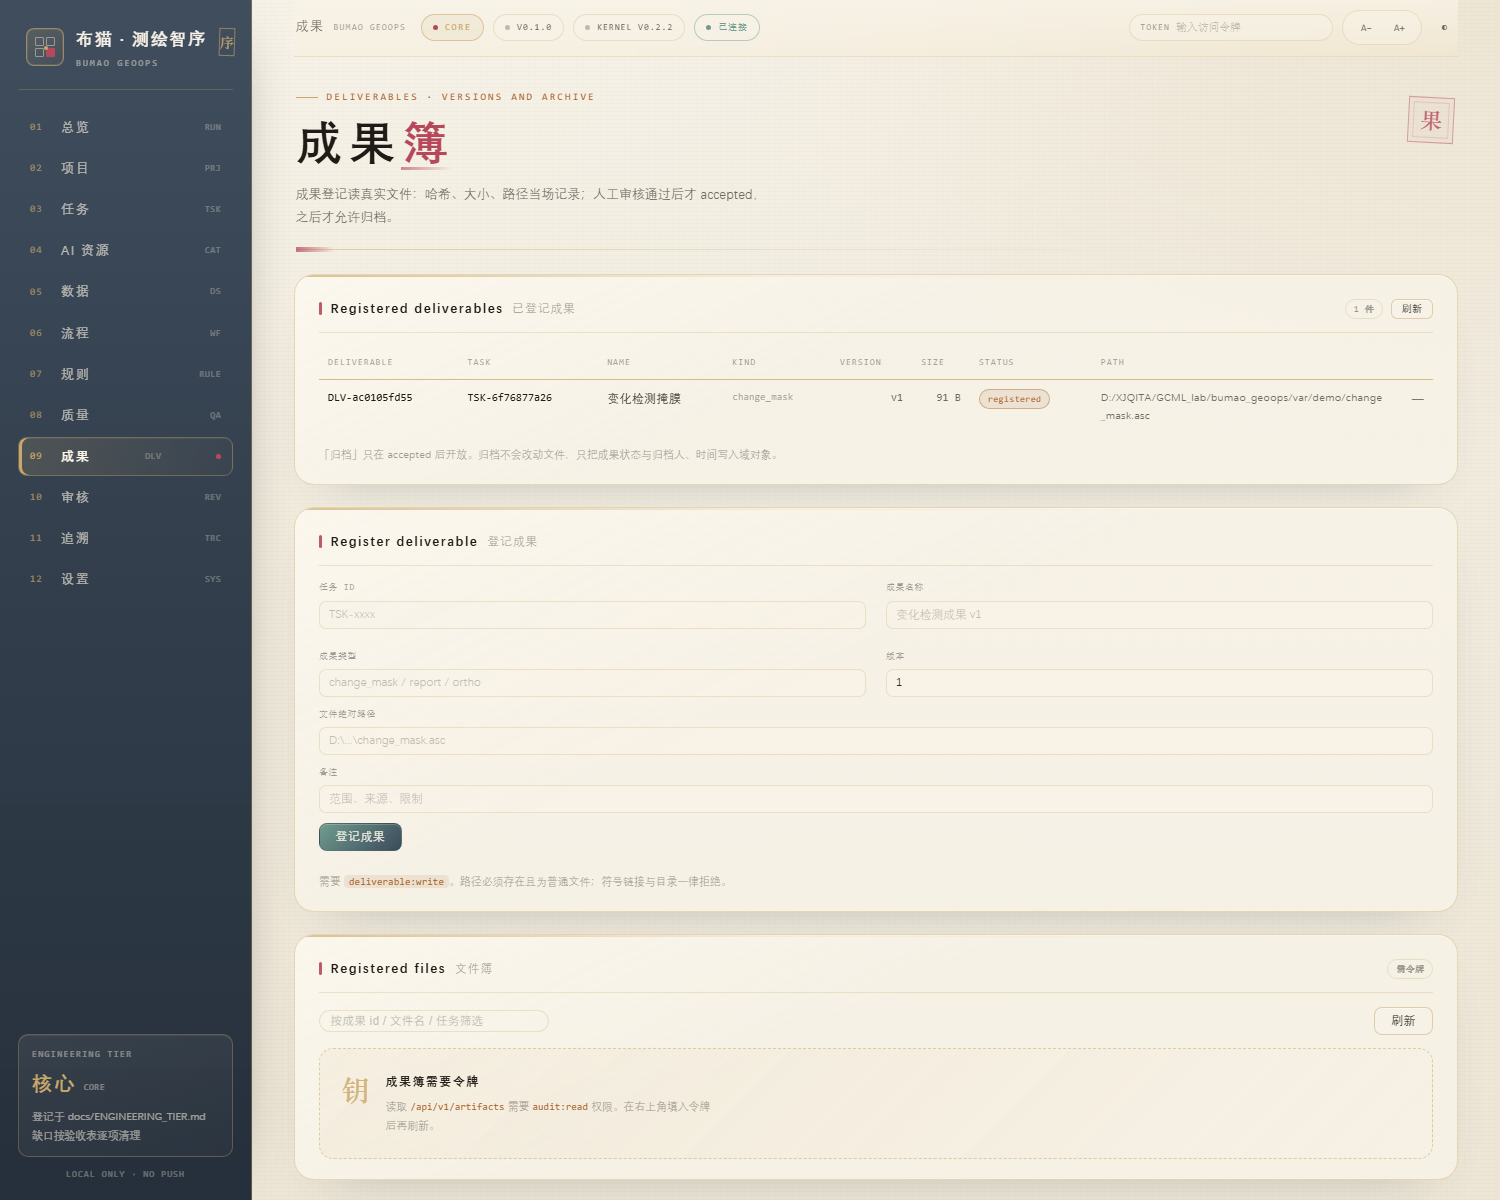 布猫 · 测绘智序
序
BUMAO GEOOPS
01 总览 RUN
02 项目 PRJ
03 任务 TSK
04 AI 资源 CAT
05 数据 DS
06 流程 WF
07 规则 RULE
08 质量 QA
09 成果 DLV
10 审核 REV
11 追溯 TRC
12 设置 SYS
ENGINEERING TIER
核心 CORE
登记于 docs/ENGINEERING_TIER.md
缺口按验收表逐项清理
LOCAL ONLY · NO PUSH
成果 BUMAO GEOOPS CORE V0.1.0 KERNEL V0.2.2 已连接 TOKEN 输入访问令牌 A− A+
DELIVERABLES · VERSIONS AND ARCHIVE
成果簿
果
成果登记读真实文件：哈希、大小、路径当场记录；人工审核通过后才 accepted，
之后才允许归档。
Registered deliverables 已登记成果 1 件 刷新
DELIVERABLE TASK NAME KIND VERSION SIZE STATUS PATH
DLV-ac0105fd55 TSK-6f76877a26 变化检测掩膜 change_mask v1 91 B registered D:/XJQITA/GCML_lab/bumao_geoops/var/demo/change —
_mask.asc
「归档」只在 accepted 后开放。归档不会改动文件，只把成果状态与归档人、时间写入域对象。
Register deliverable 登记成果
任务 ID 成果名称
TSK-xxxx 变化检测成果 v1
成果类型 版本
change_mask / report / ortho 1
文件绝对路径
D:\...\change_mask.asc
备注
范围、来源、限制
登记成果
需要 deliverable:write 。路径必须存在且为普通文件；符号链接与目录一律拒绝。
Registered files 文件簿 需令牌
按成果 id / 文件名 / 任务筛选 刷新
钥
成果簿需要令牌
读取 /api/v1/artifacts 需要 audit:read 权限。在右上角填入令牌
后再刷新。